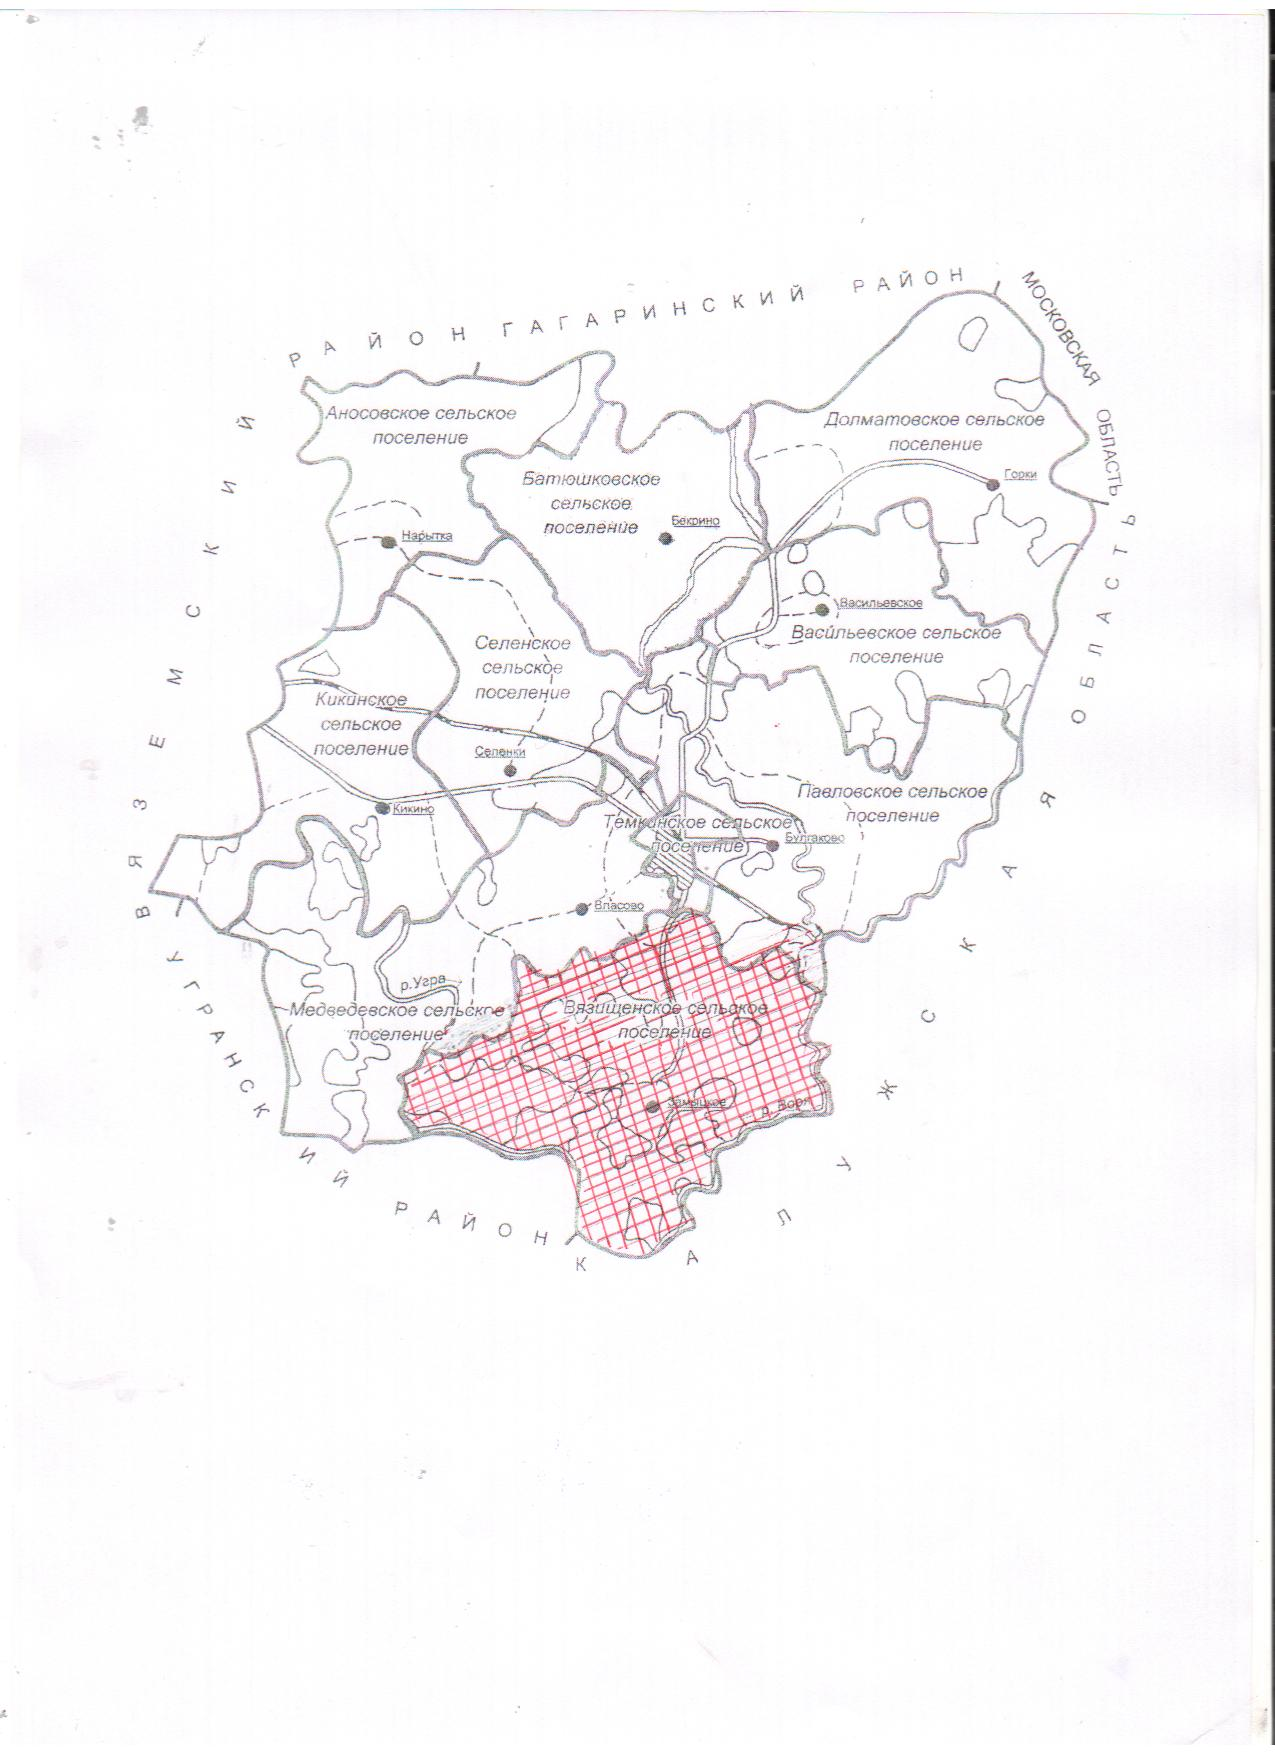 РАЙОН ГАГАРИНСКИЙ РАЙОН
МОСКОВСКАЯ ОБЛАСТЬ
ВЯЗЕМСКИЙ
Аносовское сельское
поселение
Долматовское сельское
поселение
Горки
Батюшковское
сельское
поселение
Бекрино
Нарытка
Васильевское
Васильевское сельское
поселение
Селенское
сельское
поселение
Кикинское
сельское
поселение
Селенки
Кикино
Павловское сельское
поселение
Темкинское сельское
поселение
Булгаково
Власово
р.Угра
Медведевское сельское
поселение
Вязищенское сельское
поселение
Замыцкое
р. Воря
УГРАНСКИЙ РАЙОН
КАЛУЖСКАЯ ОБЛАСТЬ